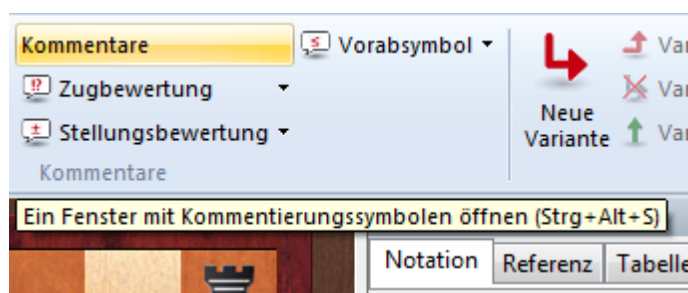 Kommentare
Vorabsymbol
Zugbewertung
Stellungsbewertung
Kommentare
Neue
Variante
Ein Fenster mit Kommentierungssymbolen öffnen (Strg+Alt+S)
Notation
Referenz